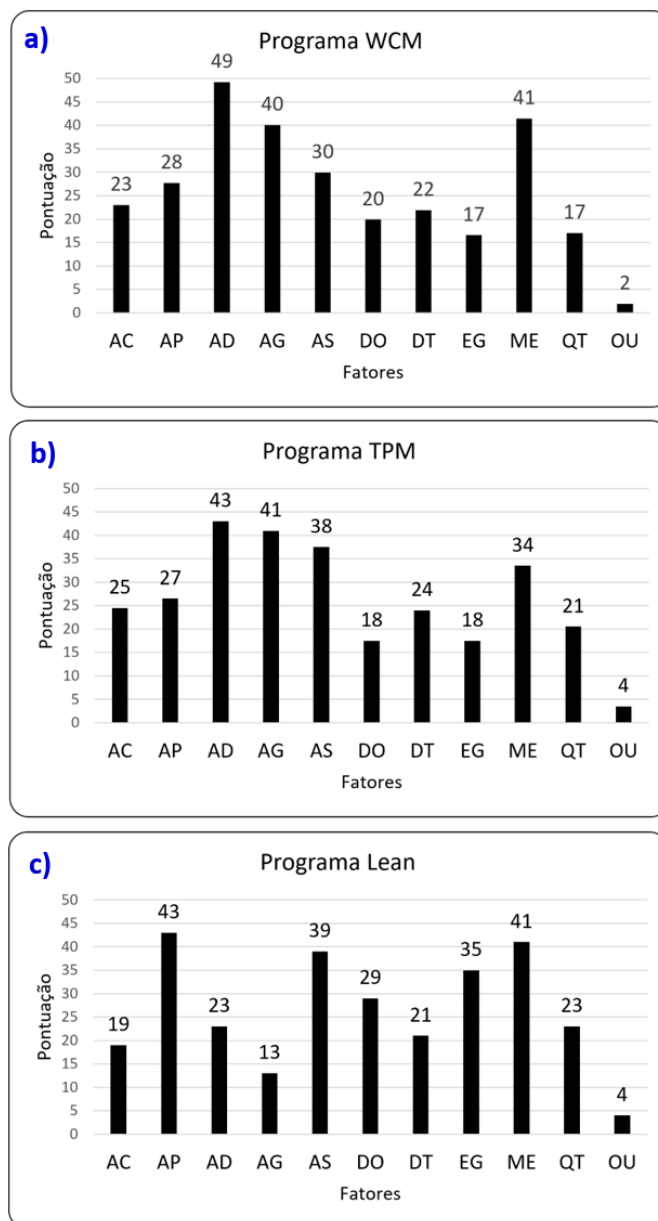 a)
Programa WCM
Pontuação
50
45
40
35
30
25
20
15
10
5
0
23 28 49 40 30 20 22 17 41 17 2
AC AP AD AG AS DO DT EG ME QT OU
Fatores
b)
Programa TPM
Pontuação
50
45
40
35
30
25
20
15
10
5
0
25 27 43 41 38 18 24 18 34 21 4
AC AP AD AG AS DO DT EG ME QT OU
Fatores
c)
Programa Lean
Pontuação
50
45
40
35
30
25
20
15
10
5
0
19 43 23 13 39 29 21 35 41 23 4
AC AP AD AG AS DO DT EG ME QT OU
Fatores